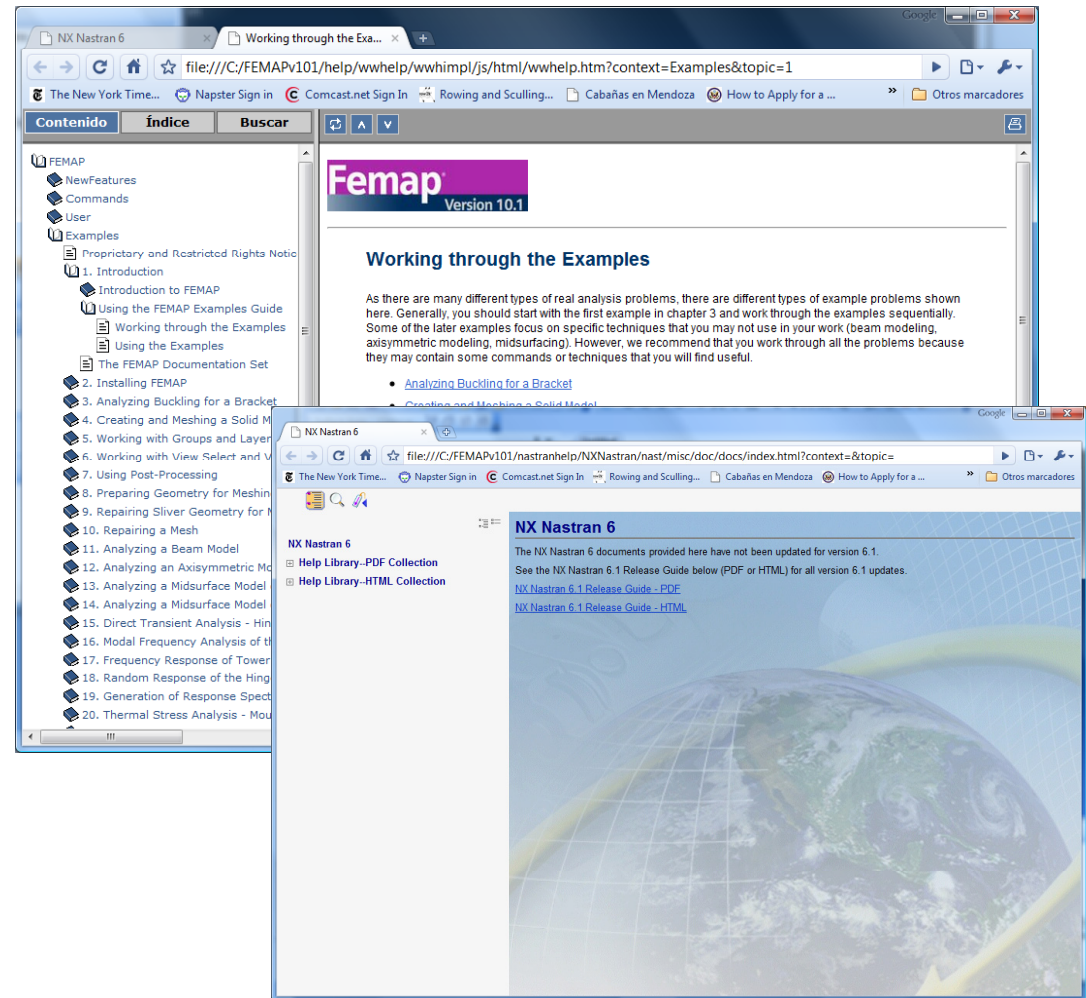 Google
NX Nastran 6
Working through the Exa...
file:///C:/FEMAPv101/help/wwhelp/wwhimpl/js/html/wwhelp.htm?context=Examples&topic=1
The New York Time...
Napster Sign in
Comcast.net Sign In
Rowing and Sculling...
Cabañas en Mendoza
How to Apply for a ...
»
Otros marcadores
Contenido
Índice
Buscar
FEMAP
NewFeatures
Commands
User
Examples
Proprietary and Restricted Rights Notic
1. Introduction
Introduction to FEMAP
Using the FEMAP Examples Guide
Working through the Examples
Using the Examples
The FEMAP Documentation Set
2. Installing FEMAP
3. Analyzing Buckling for a Bracket
4. Creating and Meshing a Solid M
5. Working with Groups and Layer
6. Working with View Select and V
7. Using Post-Processing
8. Preparing Geometry for Meshin
9. Repairing Sliver Geometry for M
10. Repairing a Mesh
11. Analyzing a Beam Model
12. Analyzing an Axisymmetric Mo
13. Analyzing a Midsurface Model
14. Analyzing a Midsurface Model
15. Direct Transient Analysis - Hin
16. Modal Frequency Analysis of th
17. Frequency Response of Tower
18. Random Response of the Hing
19. Generation of Response Spect
20. Thermal Stress Analysis - Mou
Femap
Version 10.1
Working through the Examples
As there are many different types of real analysis problems, there are different types of example problems shown
here. Generally, you should start with the first example in chapter 3 and work through the examples sequentially.
Some of the later examples focus on specific techniques that you may not use in your work (beam modeling,
axisymmetric modeling, midsurfacing). However, we recommend that you work through all the problems because
they may contain some commands or techniques that you will find useful.
• Analyzing Buckling for a Bracket
• Creating and Meshing a Solid Model
Google
NX Nastran 6
file:///C:/FEMAPv101/nastranhelp/NXNastran/nast/misc/doc/docs/index.html?context=&topic=
The New York Time...
Napster Sign in
Comcast.net Sign In
Rowing and Sculling...
Cabañas en Mendoza
How to Apply for a ...
»
Otros marcadores
NX Nastran 6
Help Library--PDF Collection
Help Library--HTML Collection
NX Nastran 6
The NX Nastran 6 documents provided here have not been updated for version 6.1.
See the NX Nastran 6.1 Release Guide below (PDF or HTML) for all version 6.1 updates.
NX Nastran 6.1 Release Guide - PDF
NX Nastran 6.1 Release Guide - HTML